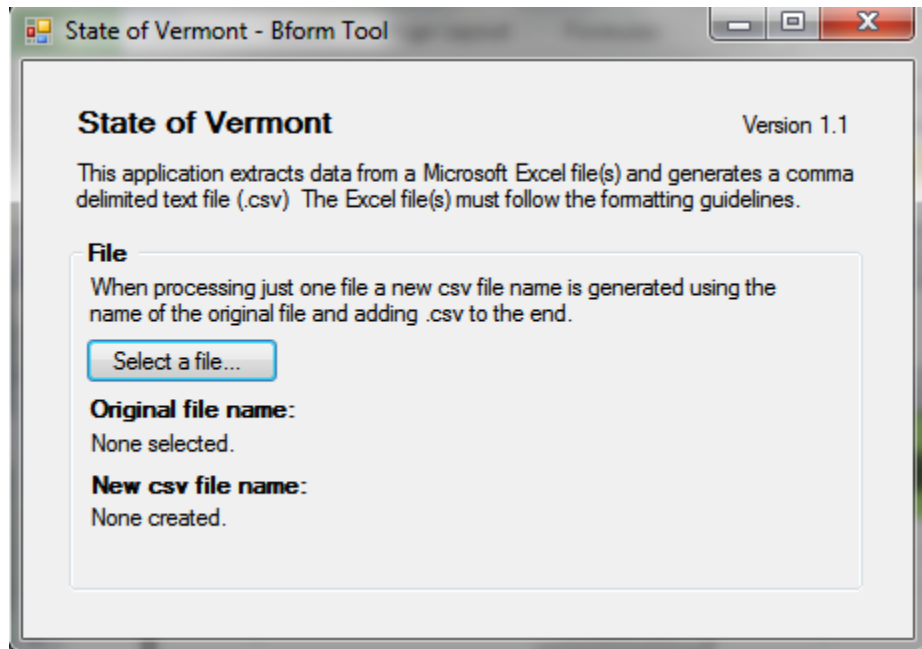 State of Vermont - Bform Tool
State of Vermont
Version 1.1
This application extracts data from a Microsoft Excel file(s) and generates a comma
delimited text file (.csv)  The Excel file(s) must follow the formatting guidelines.
File
When processing just one file a new csv file name is generated using the
name of the original file and adding .csv to the end.
Select a file...
Original file name:
None selected.
New csv file name:
None created.